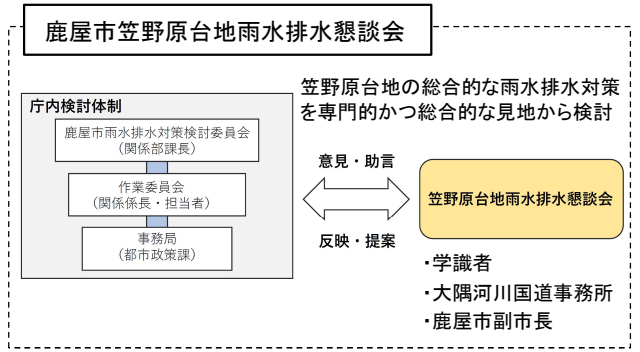 鹿屋市笠野原台地雨水排水懇談会
笠野原台地の総合的な雨水排水対策
を専門的かつ総合的な見地から検討
庁内検討体制
鹿屋市雨水排水対策検討委員会
（関係部課長）
作業委員会
（関係係長・担当者）
事務局
（都市政策課）
意見・助言
反映・提案
笠野原台地雨水排水懇談会
・学識者
・大隅河川国道事務所
・鹿屋市副市長